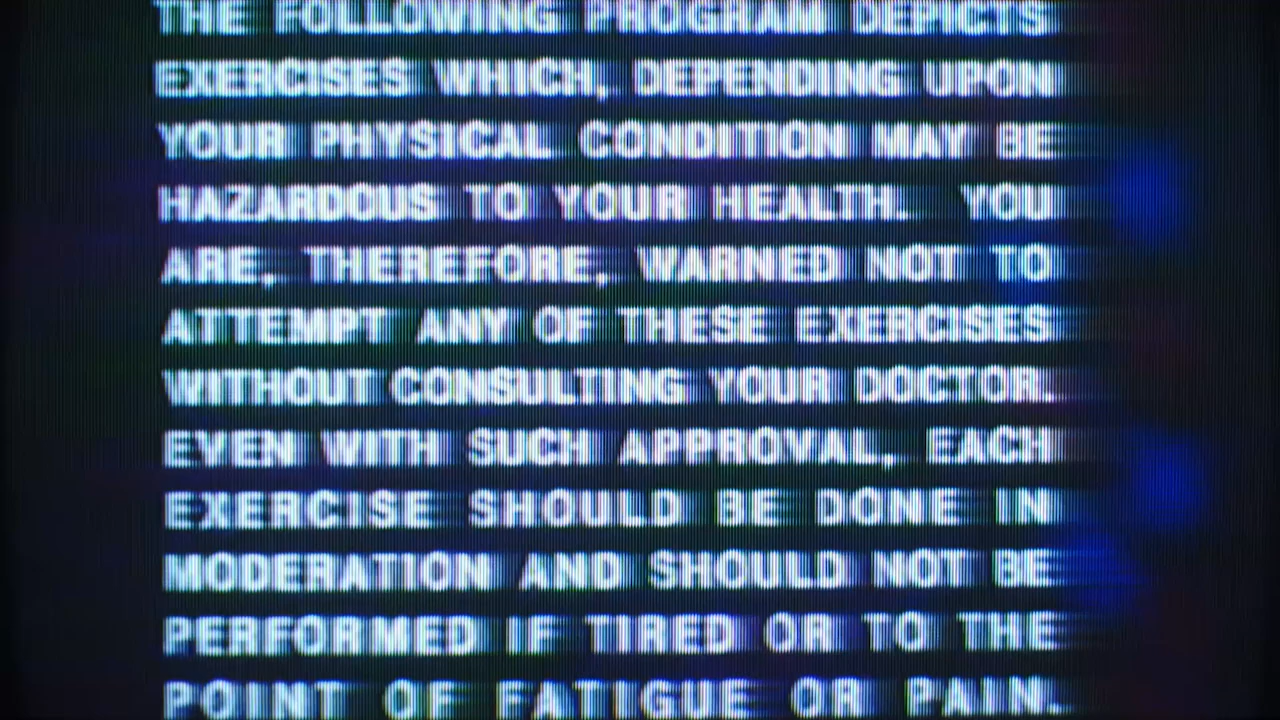 THE FOLLOWING PROGRAM DEPICTS
EXERCISES WHICH, DEPENDING UPON
YOUR PHYSICAL CONDITION MAY BE
HAZARDOUS TO YOUR HEALTH. YOU
ARE, THEREFORE, WARNED NOT TO
ATTEMPT ANY OF THESE EXERCISES
WITHOUT CONSULTING YOUR DOCTOR.
EVEN WITH SUCH APPROVAL, EACH
EXERCISE SHOULD BE DONE IN
MODERATION AND SHOULD NOT BE
PERFORMED IF TIRED OR TO THE
POINT OF FATIGUE OR PAIN.